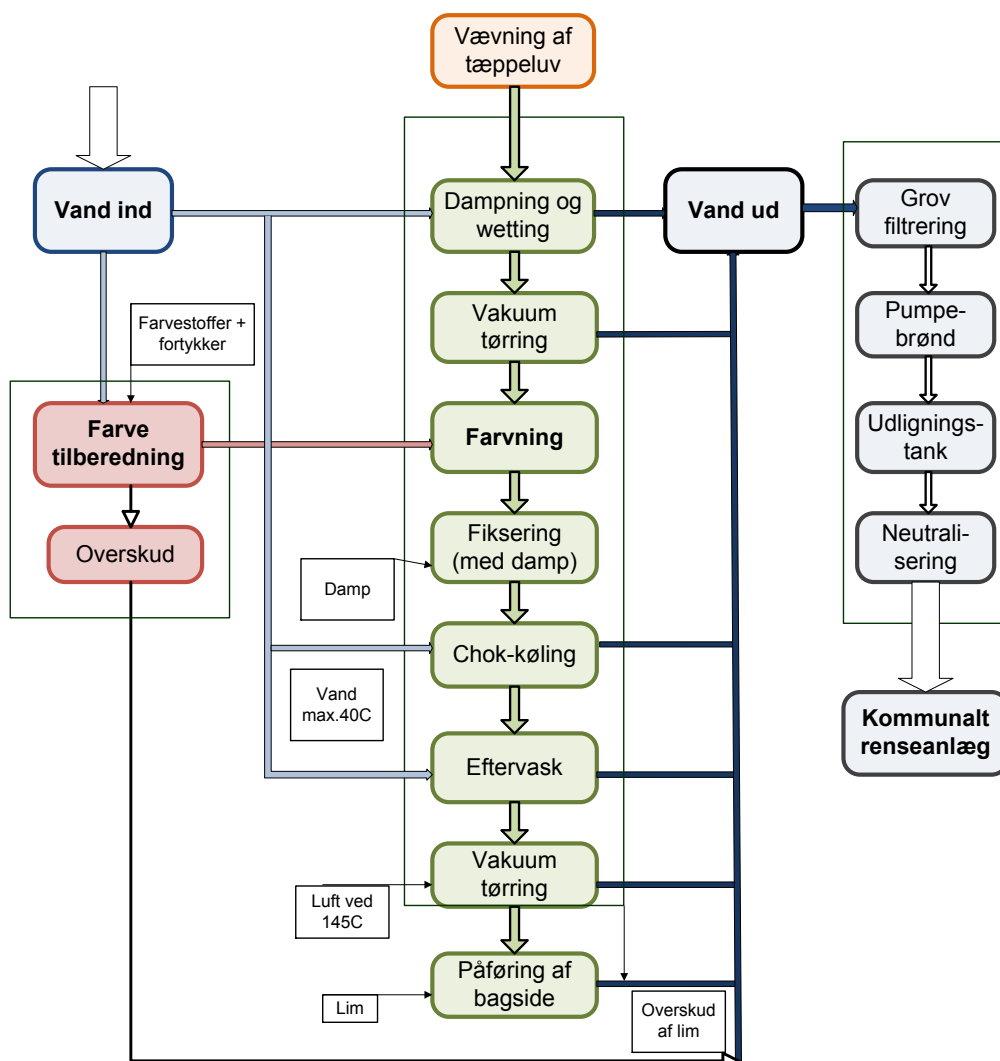 Vævning af
tæppeluv
Vand ind
Dampning og
wetting
Vand ud
Grov
filtrering
Farvestoffer +
fortykker
Vakuum
tørring
Pumpe-
brønd
Farve
tilberedning
Farvning
Udlignings-
tank
Overskud
Fiksering
(med damp)
Neutrali-
sering
Damp
Chok-køling
Vand
max.40C
Kommunalt
renseanlæg
Eftervask
Vakuum
tørring
Luft ved
145C
Påføring af
bagside
Lim
Overskud
af lim